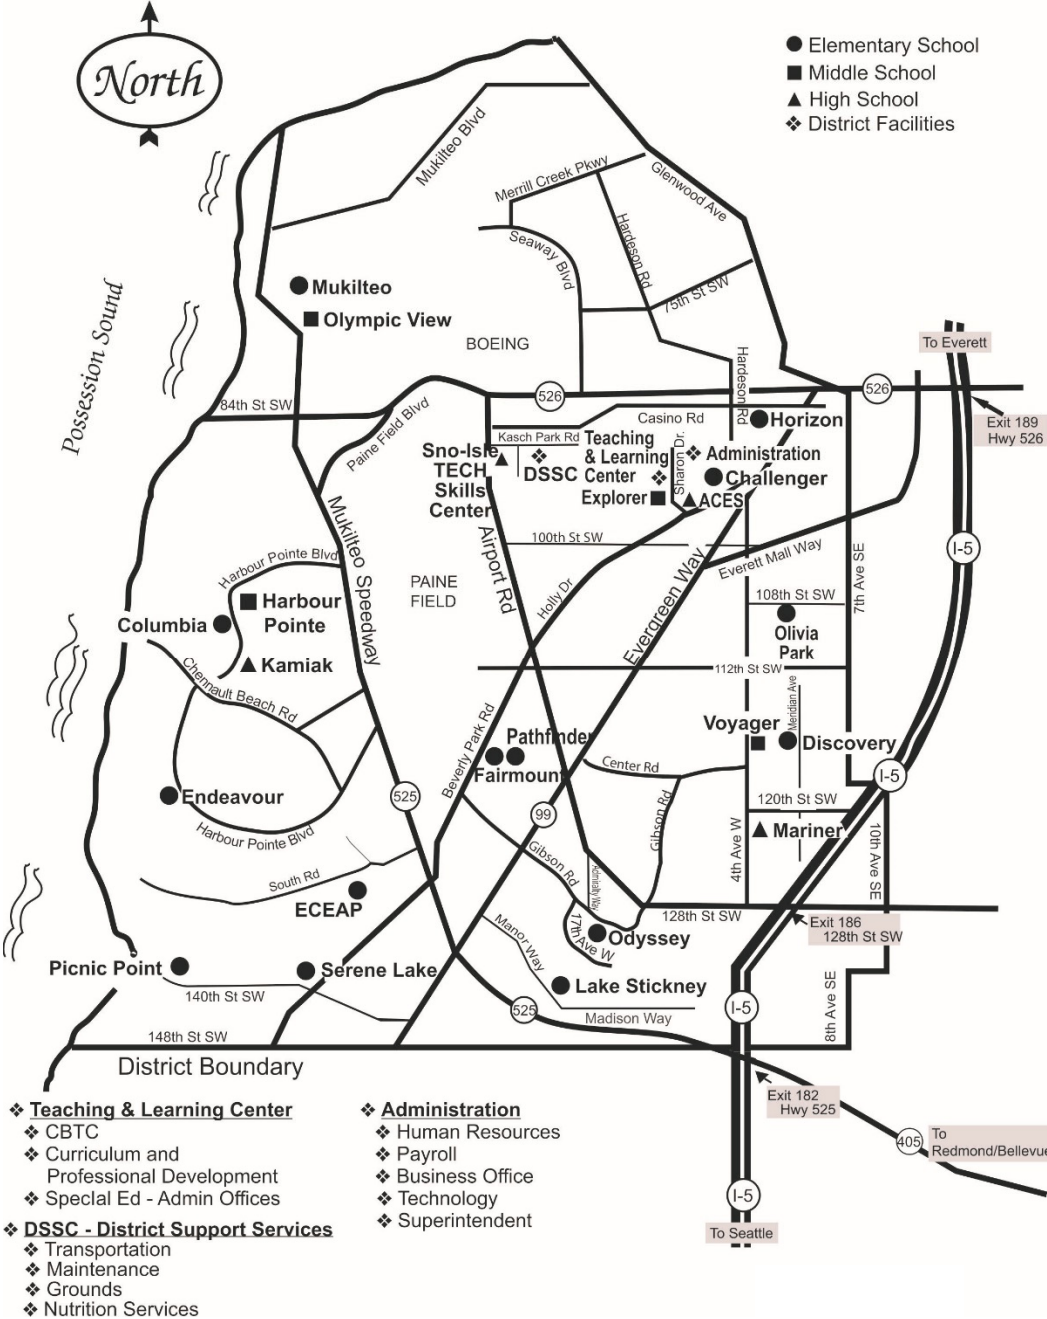 North
Elementary School
Middle School
High School
District Facilities
Mukilteo Blvd
Merrill Creek Pkwy
Glenwood Ave
Hardeson Rd
Seaway Blvd
75th St SW
Possession Sound
Mukilteo
Olympic View
BOEING
To Everett
Hardeson Rd
526
526
84th St SW
Paine Field Blvd
Casino Rd
Horizon
Exit 189
Hwy 526
Kasch Park Rd
Sno-Isle
TECH
Skills
Center
DSSC
Teaching
& Learning
Center
Explorer
Sharon Dr.
Administration
Challenger
ACES
Mukilteo Speedway
Airport Rd
100th St SW
Everett Mall Way
7th Ave SE
I-5
Harbour Pointe Blvd
PAINE
FIELD
Holly Dr
Evergreen Way
108th St SW
Harbour
Pointe
Columbia
Olivia
Park
Kamiak
112th St SW
Chennault Beach Rd
Meridian Ave
Beverly Park Rd
Voyager
Discovery
Pathfinder
Fairmount
Center Rd
I-5
Endeavour
525
99
120th St SW
Harbour Pointe Blvd
Gibson Rd
Mariner
4th Ave W
10th Ave SE
Gibson Rd
Admiralty Way
South Rd
ECEAP
128th St SW
Exit 186
128th St SW
Manor Way
17th Ave W
Odyssey
Picnic Point
Serene Lake
Lake Stickney
140th St SW
525
Madison Way
I-5
8th Ave SE
148th St SW
District Boundary
Exit 182
Hwy 525
405
To
Redmond/Bellevue
I-5
To Seattle
Teaching & Learning Center
CBTC
Curriculum and
Professional Development
Special Ed - Admin Offices
DSSC - District Support Services
Transportation
Maintenance
Grounds
Nutrition Services
Administration
Human Resources
Payroll
Business Office
Technology
Superintendent